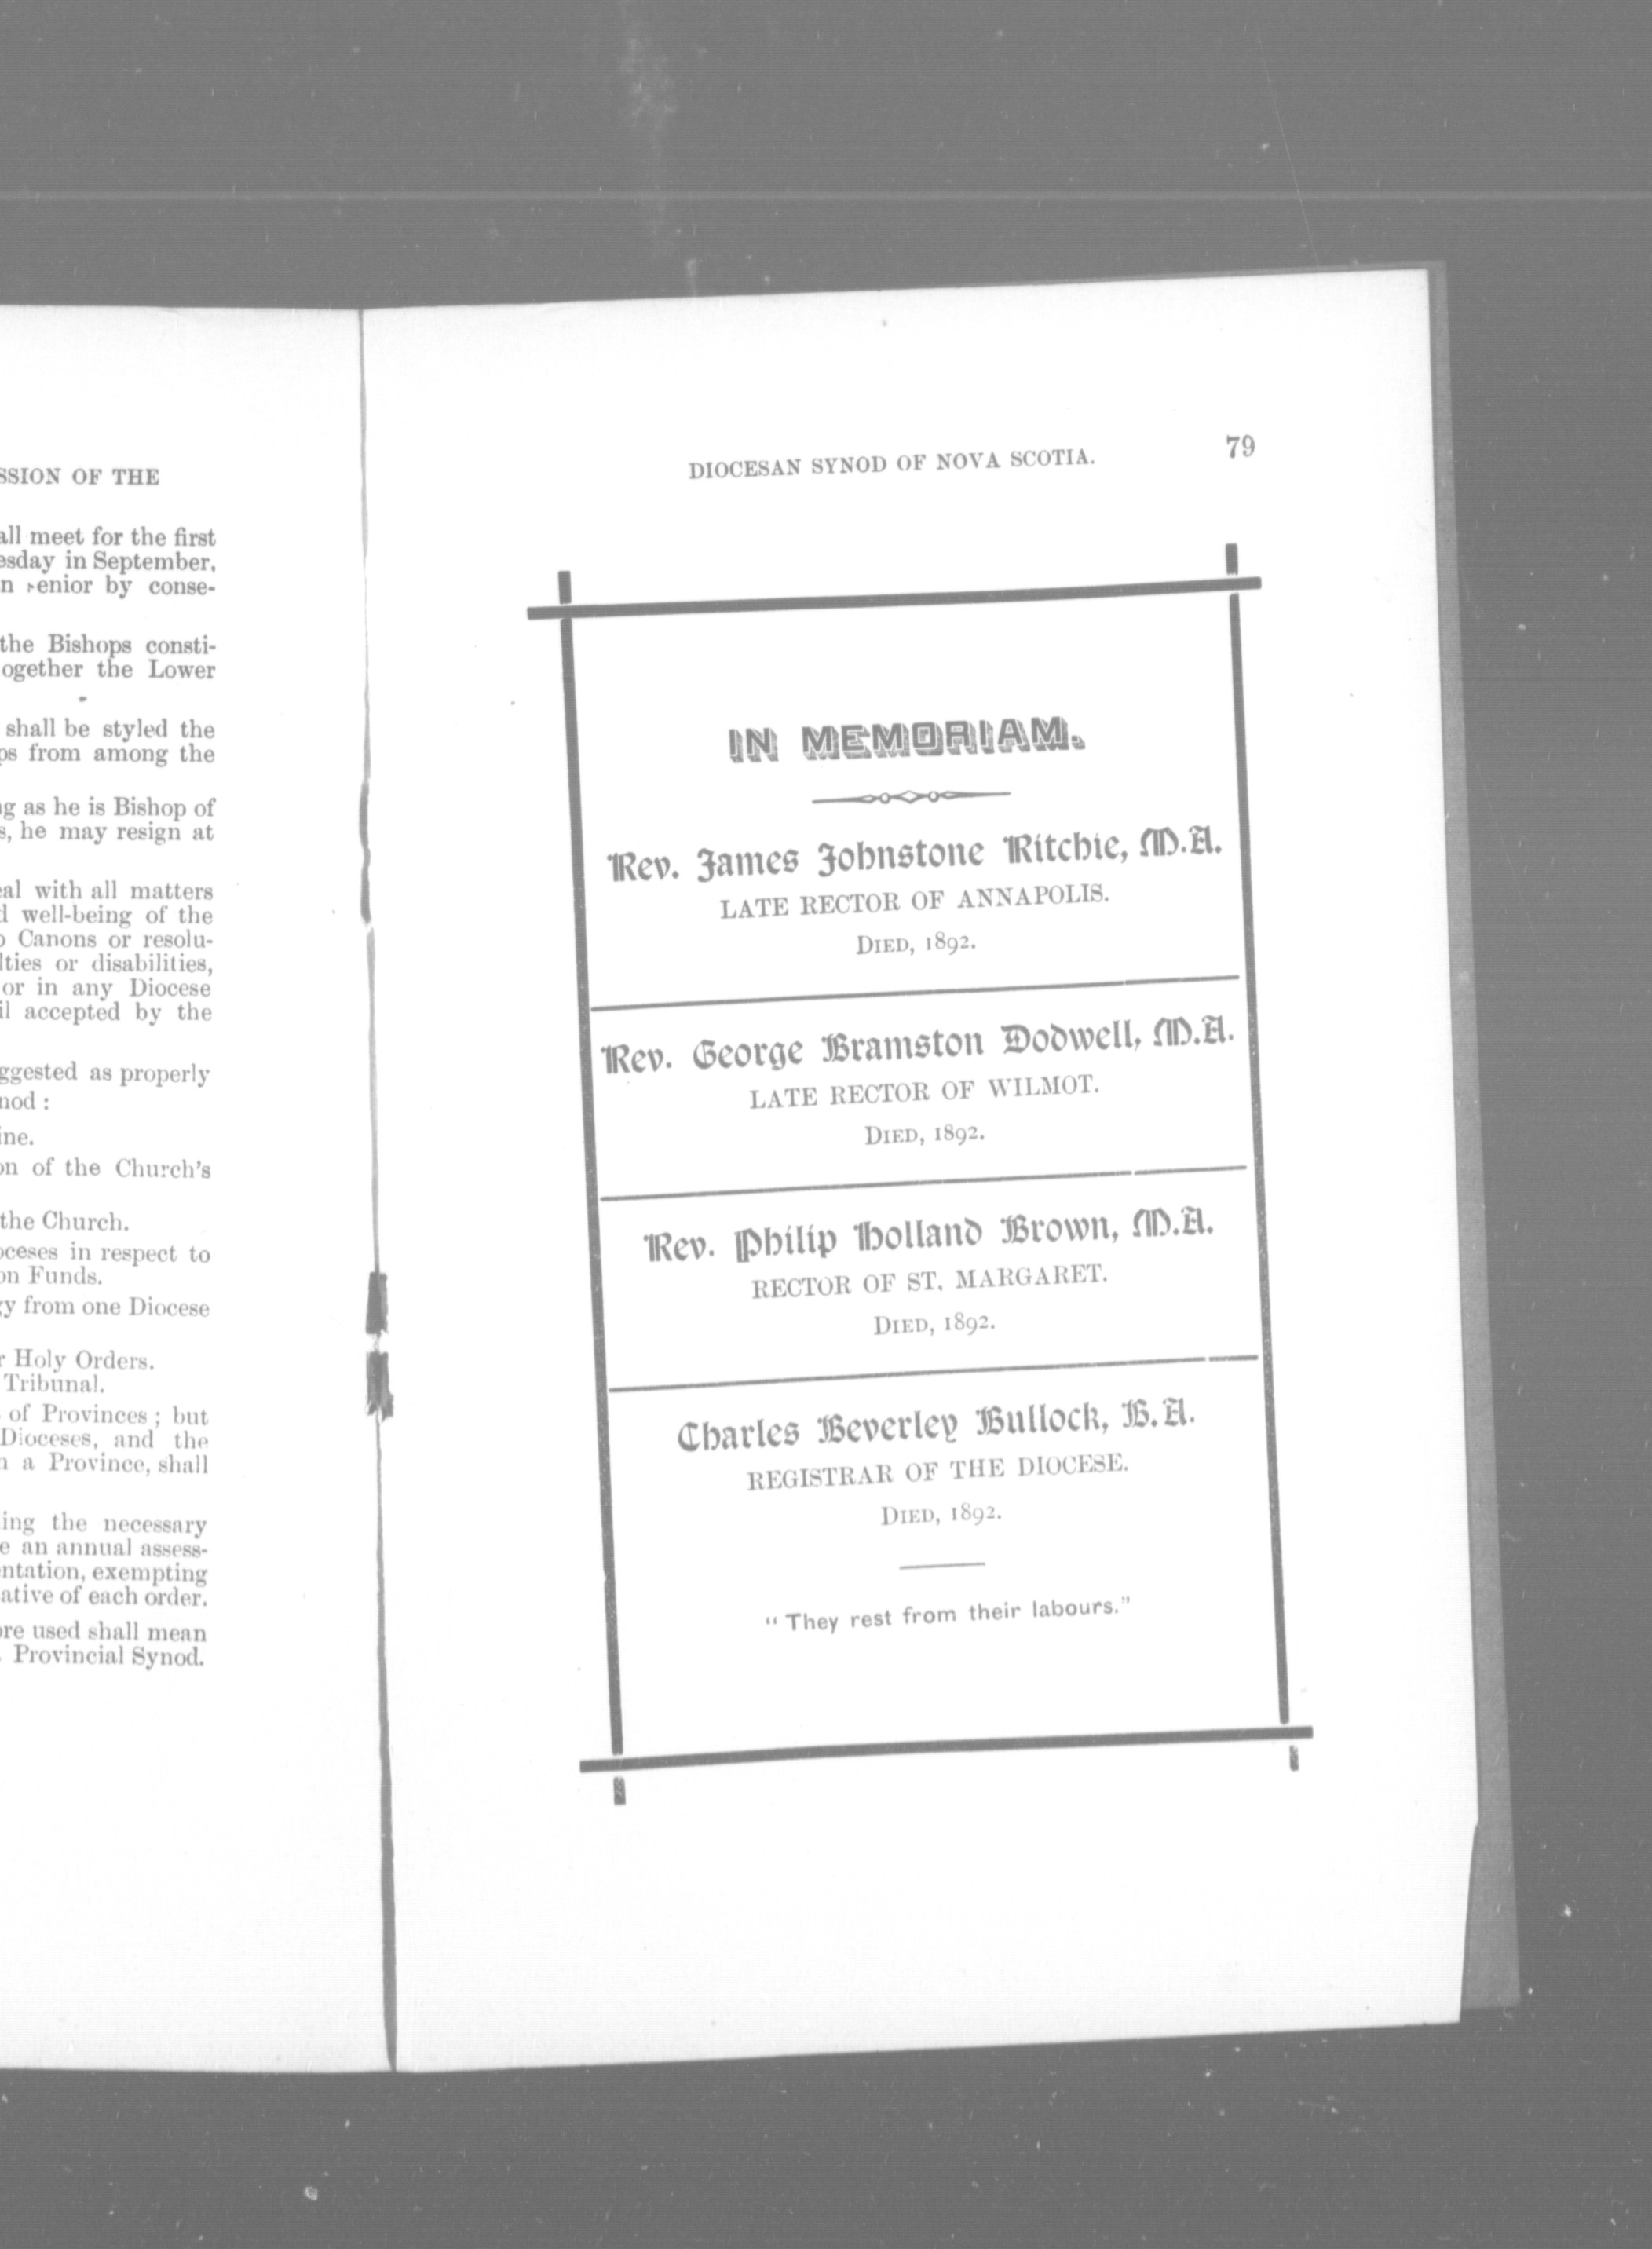 SSION OF THE
all meet for the first
esday in September,
n senior by conse-
the Bishops consti-
ogether the Lower
shall be styled the
ps from among the
ng as he is Bishop of
s, he may resign at
eal with all matters
d well-being of the
o Canons or resolu-
lties or disabilities,
or in any Diocese
il accepted by the
ggested as properly
nod :
ine.
on of the Church's
the Church.
oceses in respect to
on Funds.
gy from one Diocese
r Holy Orders.
Tribunal.
of Provinces ; but
Dioceses, and the
n a Province, shall
ing the necessary
e an annual assess-
entation, exempting
ative of each order.
ore used shall mean
Provincial Synod.
DIOCESAN SYNOD OF NOVA SCOTIA. 79
IN MEMORIAM.
Rev. James Johnstone Ritchie, M.A.
LATE RECTOR OF ANNAPOLIS.
DIED, 1892.
Rev. George Bramston Dodwell, M.A.
LATE RECTOR OF WILMOT.
DIED, 1892.
Rev. Philip Holland Brown, M.A.
RECTOR OF ST. MARGARET.
DIED, 1892.
Charles Beverley Bullock, B.A.
REGISTRAR OF THE DIOCESE.
DIED, 1892.
“ They rest from their labours.”